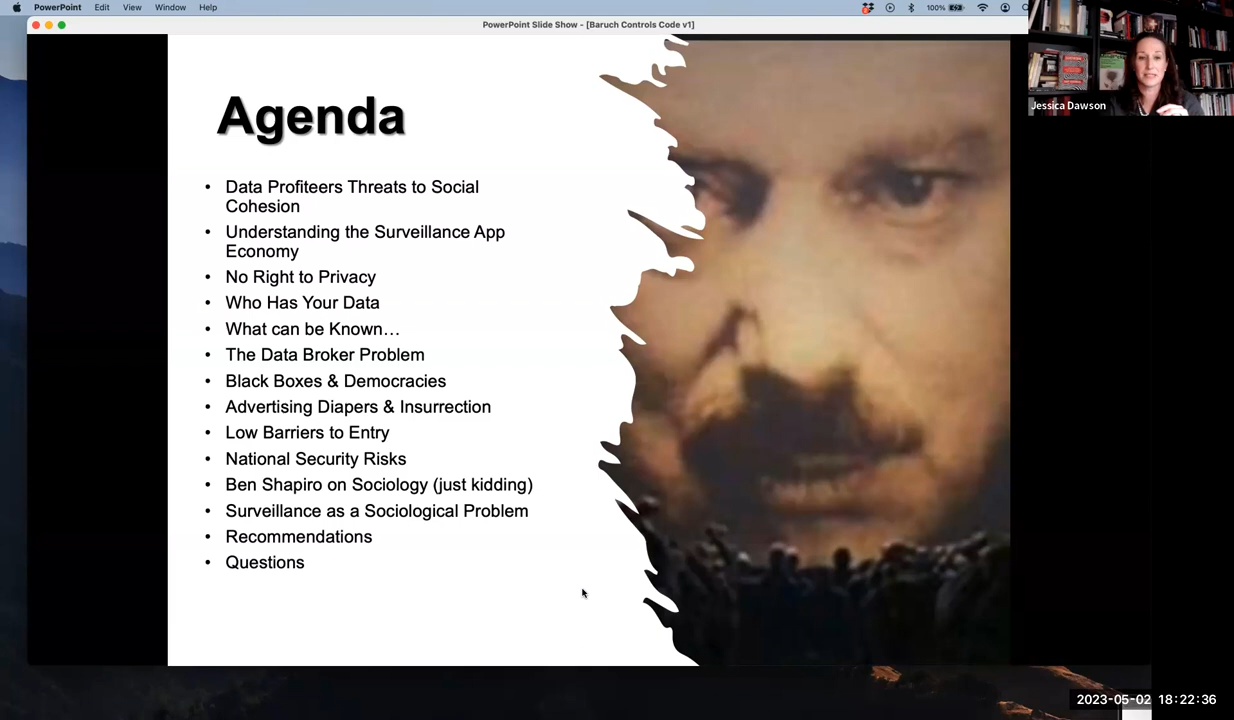 PowerPoint Edit View Window Help
100%
PowerPoint Slide Show - [Baruch Controls Code v1]
Jessica Dawson
Agenda
• Data Profiteers Threats to Social
Cohesion
• Understanding the Surveillance App
Economy
• No Right to Privacy
• Who Has Your Data
• What can be Known…
• The Data Broker Problem
• Black Boxes & Democracies
• Advertising Diapers & Insurrection
• Low Barriers to Entry
• National Security Risks
• Ben Shapiro on Sociology (just kidding)
• Surveillance as a Sociological Problem
• Recommendations
• Questions
2023-05-02 18:22:36